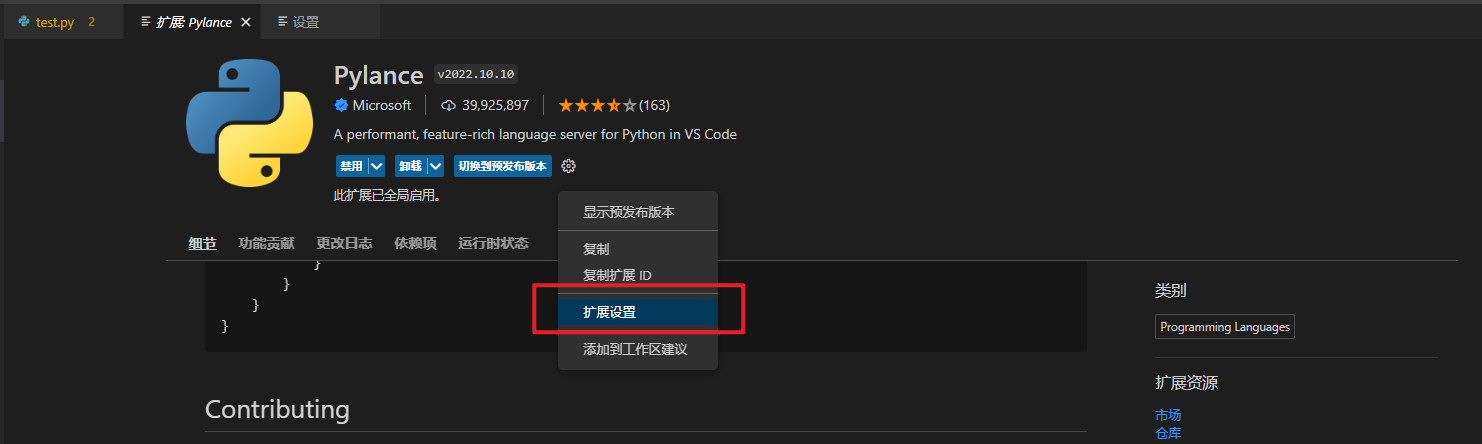 test.py 2 扩展: Pylance 设置
Pylance v2022.10.10
Microsoft 39,925,897 (163)
A performant, feature-rich language server for Python in VS Code
禁用 卸载 切换到预发布版本
此扩展已全局启用。
显示预发布版本
复制
复制扩展 ID
扩展设置
添加到工作区建议
细节 功能贡献 更改日志 依赖项 运行时状态
}
}
}
}
Contributing
类别
Programming Languages
扩展资源
市场
仓库